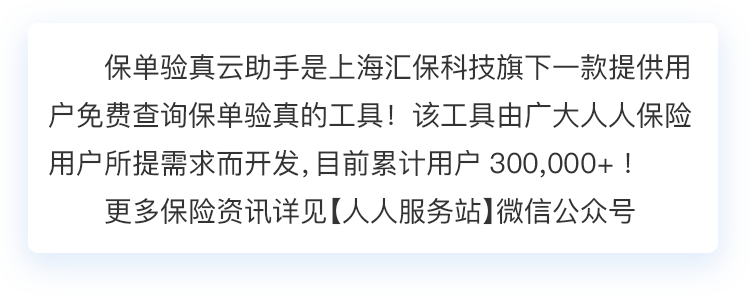 保单验真云助手是上海汇保科技旗下一款提供用
户免费查询保单验真的工具！该工具由广大人人保险
用户所提需求而开发,目前累计用户 300,000+！
更多保险资讯详见【人人服务站】微信公众号